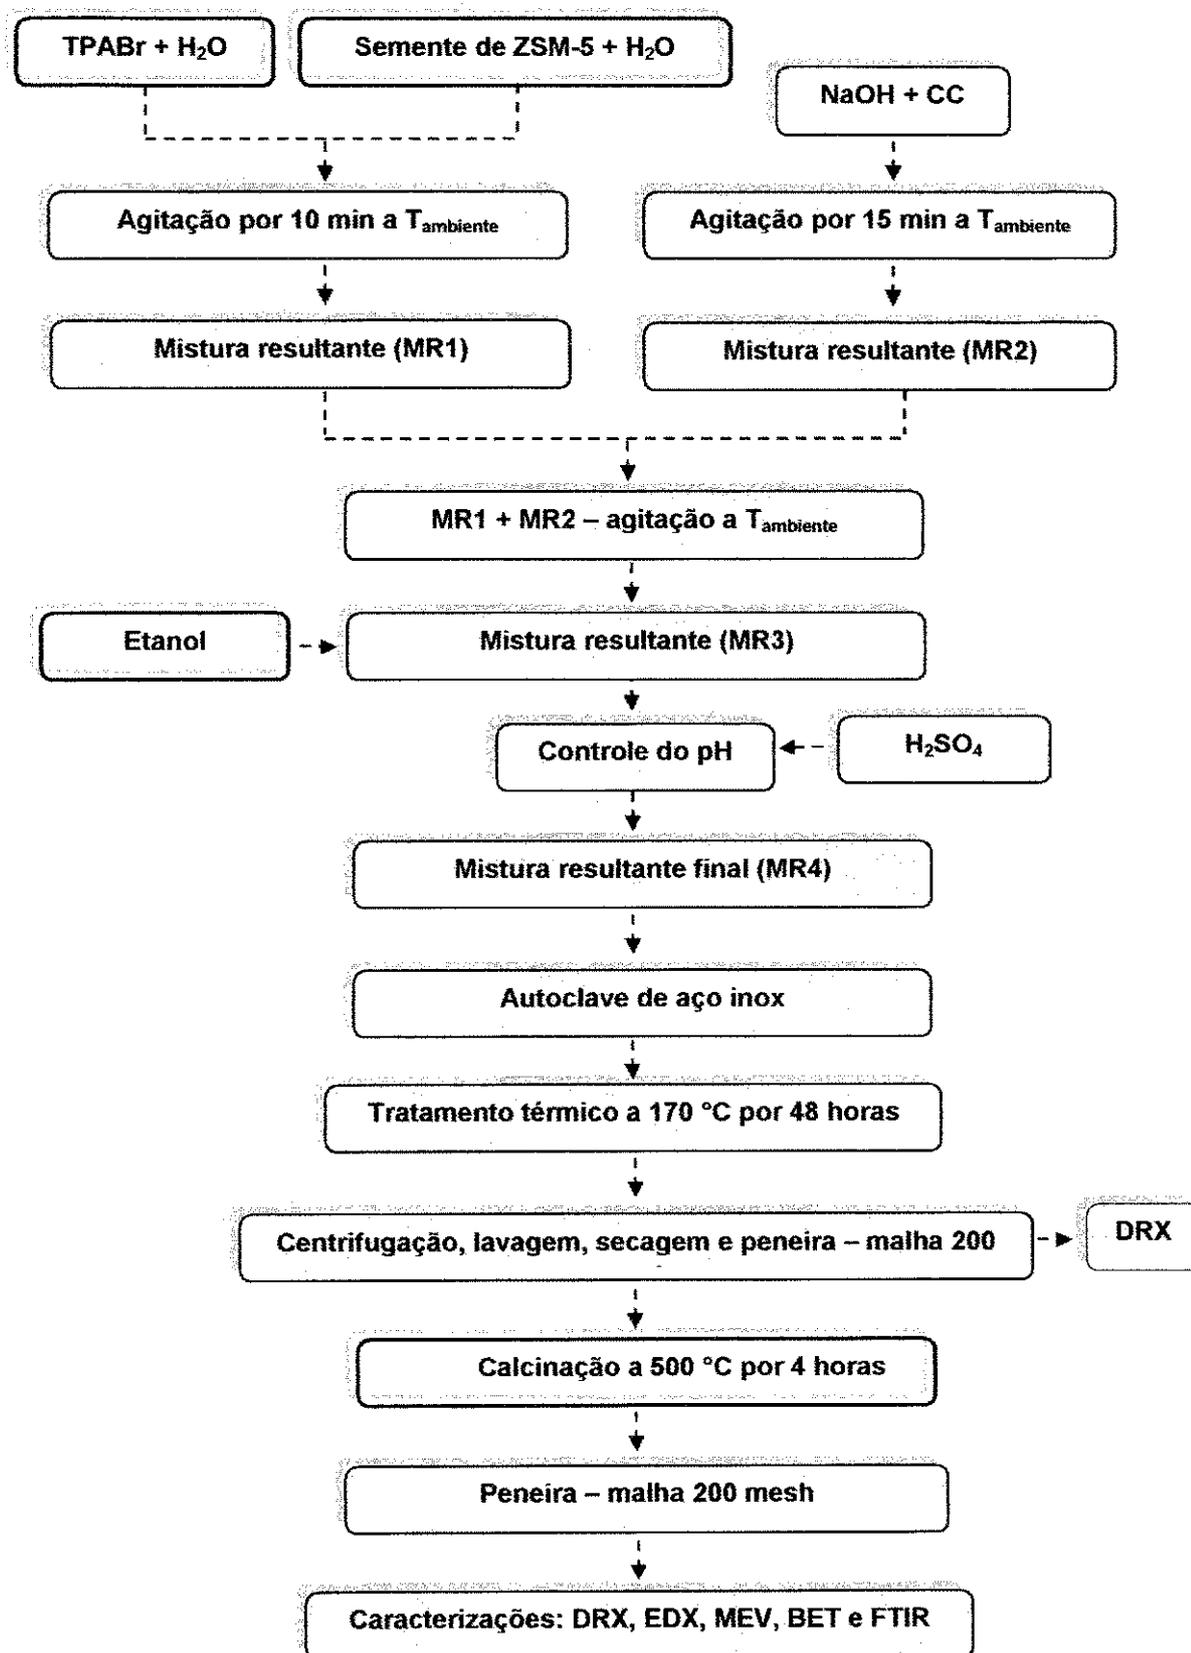 TPABr + H₂O
Semente de ZSM-5 + H₂O
NaOH + CC
Agitação por 10 min a Tambiente
Agitação por 15 min a Tambiente
Mistura resultante (MR1)
Mistura resultante (MR2)
MR1 + MR2 – agitação a Tambiente
Etanol
Mistura resultante (MR3)
Controle do pH
H₂SO₄
Mistura resultante final (MR4)
Autoclave de aço inox
Tratamento térmico a 170 °C por 48 horas
Centrifugação, lavagem, secagem e peneira – malha 200
DRX
Calcinação a 500 °C por 4 horas
Peneira – malha 200 mesh
Caracterizações: DRX, EDX, MEV, BET e FTIR